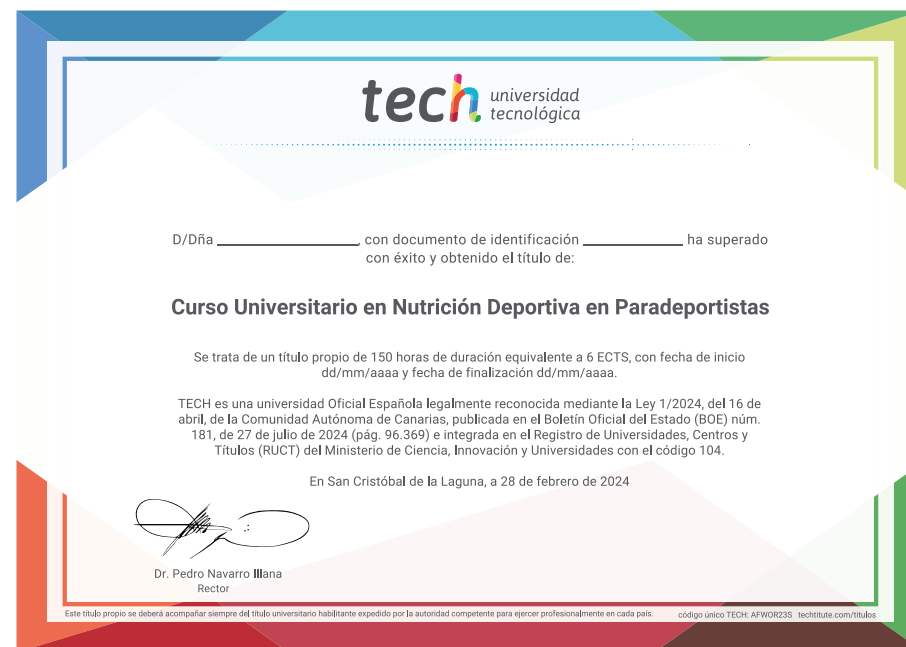 tech universidad
tecnológica
D/Dña ____________________, con documento de identificación ______________ ha superado
con éxito y obtenido el título de:
Curso Universitario en Nutrición Deportiva en Paradeportistas
Se trata de un título propio de 150 horas de duración equivalente a 6 ECTS, con fecha de inicio
dd/mm/aaaa y fecha de finalización dd/mm/aaaa.
TECH es una universidad Oficial Española legalmente reconocida mediante la Ley 1/2024, del 16 de
abril, de la Comunidad Autónoma de Canarias, publicada en el Boletín Oficial del Estado (BOE) núm.
181, de 27 de julio de 2024 (pág. 96.369) e integrada en el Registro de Universidades, Centros y
Títulos (RUCT) del Ministerio de Ciencia, Innovación y Universidades con el código 104.
En San Cristóbal de la Laguna, a 28 de febrero de 2024
Dr. Pedro Navarro Illana
Rector
Este título propio se deberá acompañar siempre del título universitario habilitante expedido por la autoridad competente para ejercer profesionalmente en cada país.
código único TECH: AFWOR23S techtitute.com/titulos